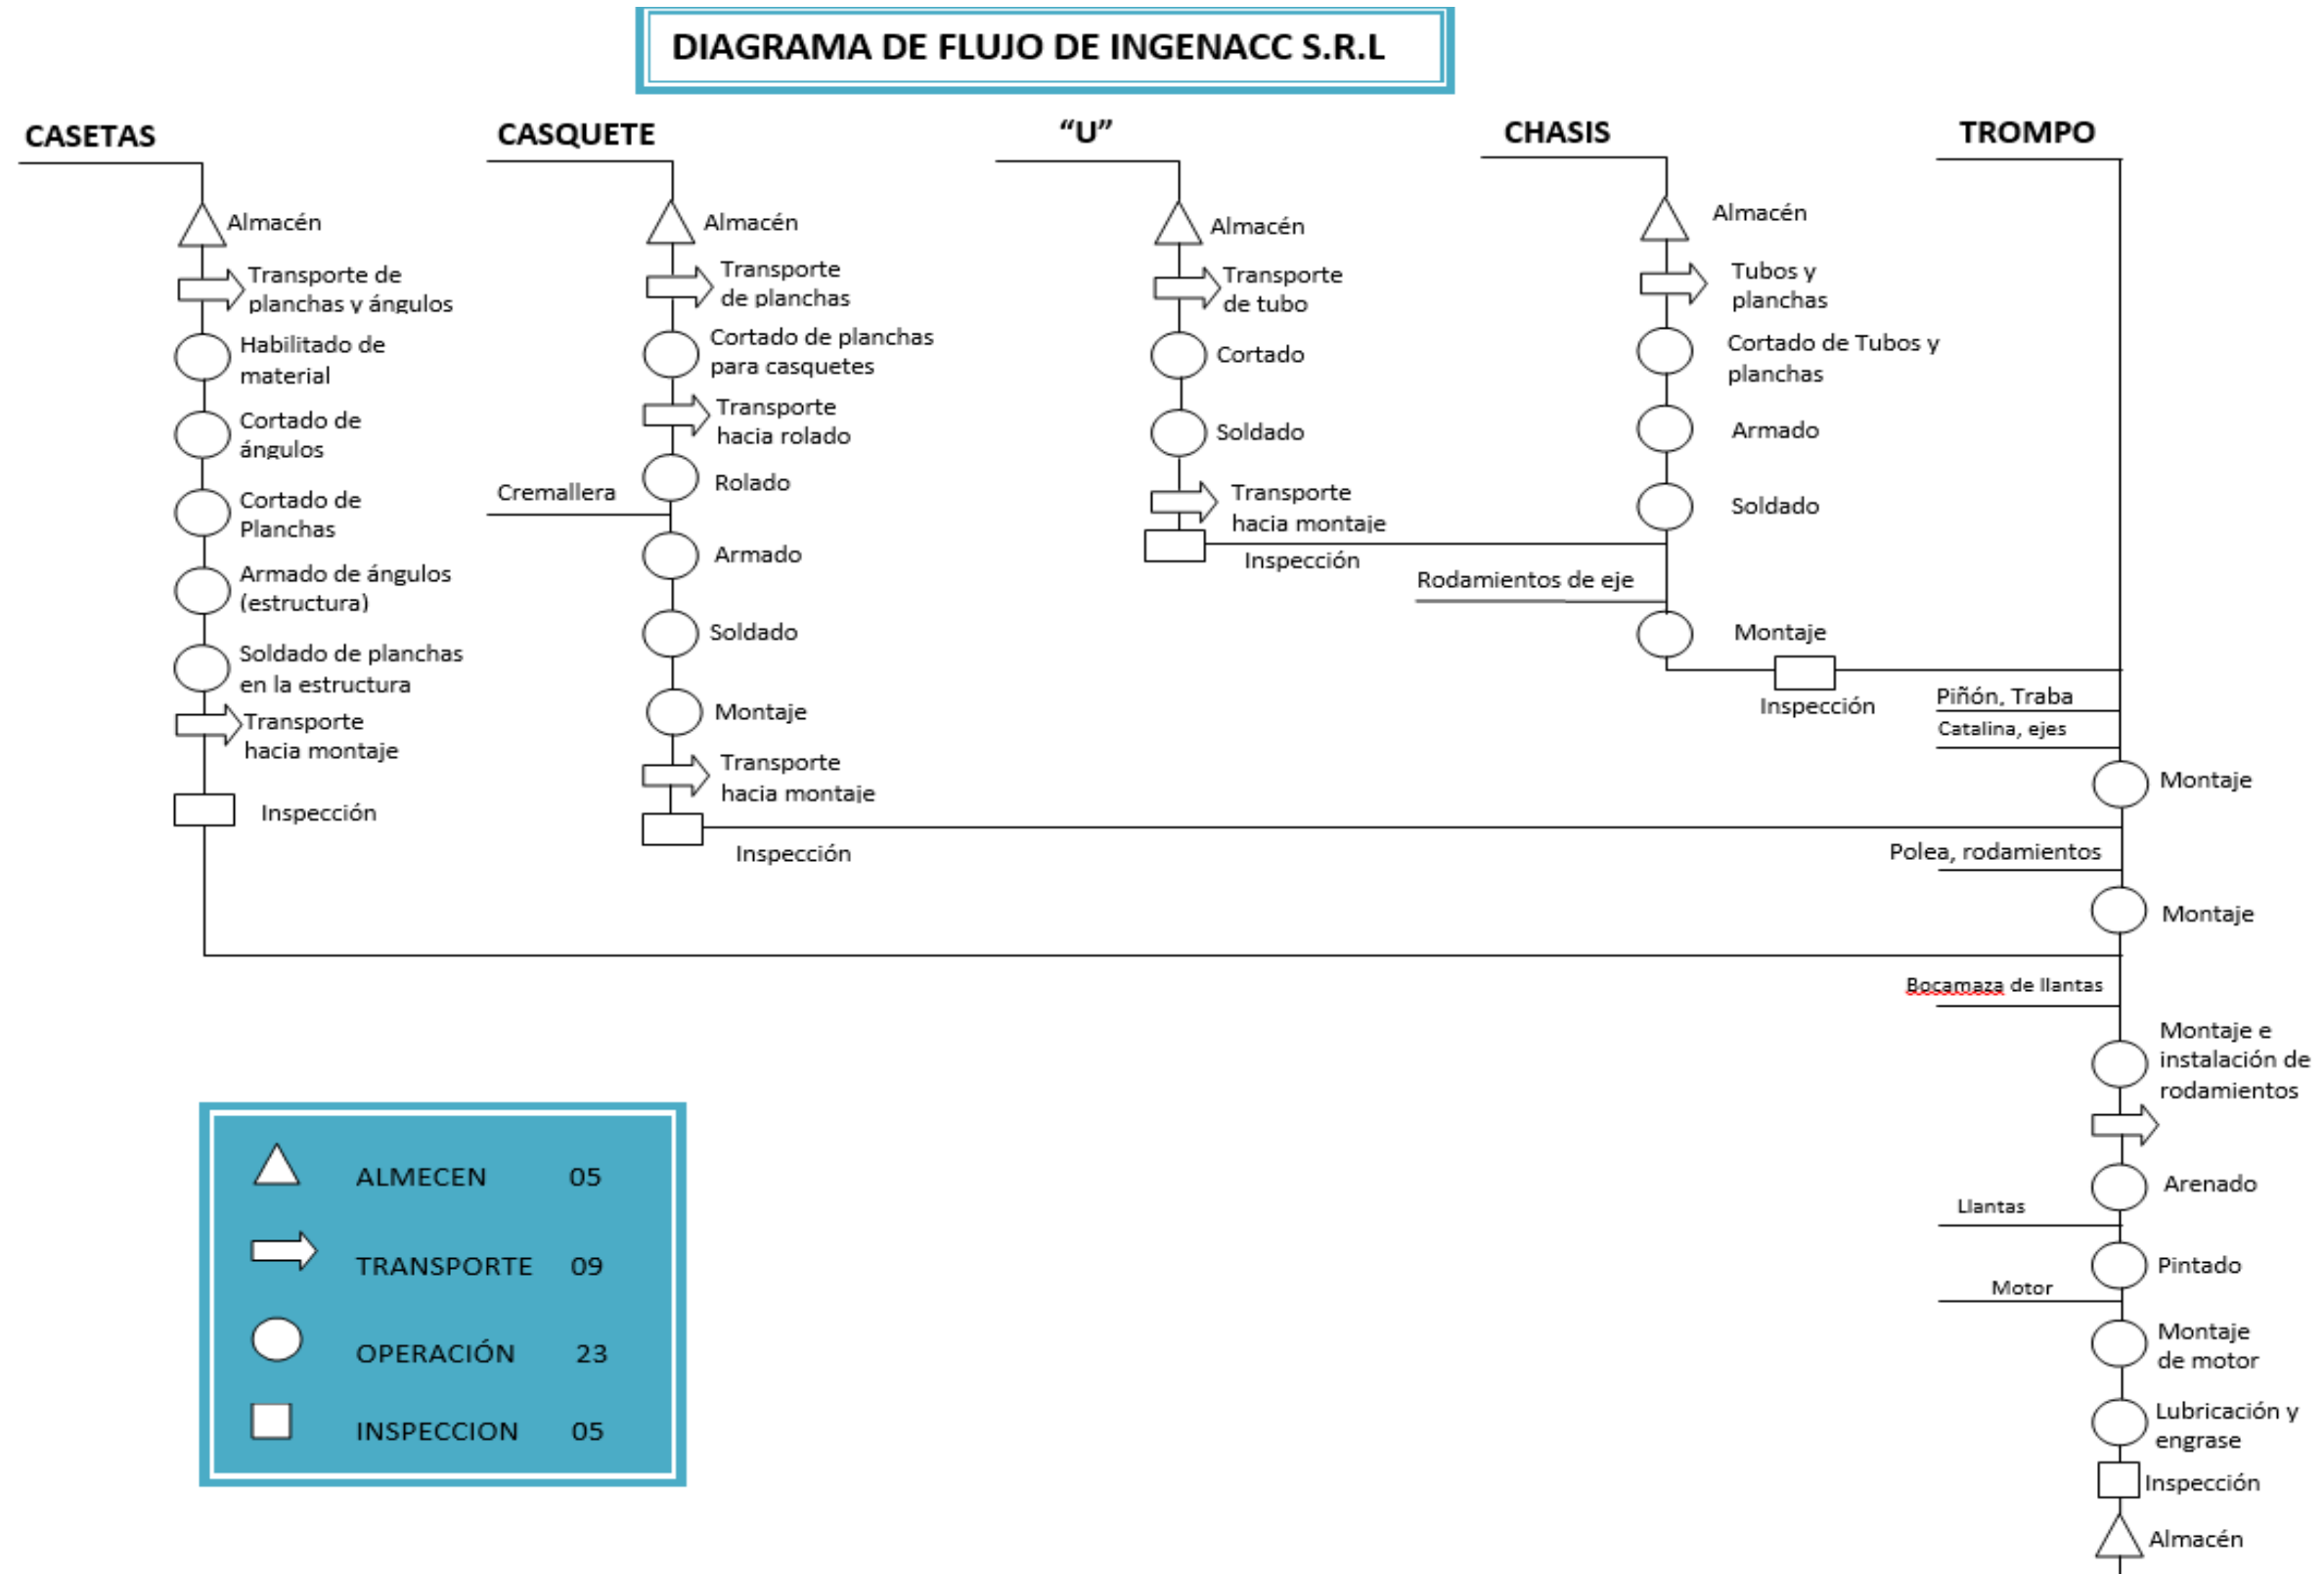 DIAGRAMA DE FLUJO DE INGENACC S.R.L
CASETAS
Almacén
Transporte de
planchas y ángulos
Habilitado de
material
Cortado de
ángulos
Cortado de
Planchas
Armado de ángulos
(estructura)
Soldado de planchas
en la estructura
Transporte
hacia montaje
Inspección
CASQUETE
Almacén
Transporte
de planchas
Cortado de planchas
para casquetes
Transporte
hacia rolado
Rolado
Cremallera
Armado
Soldado
Montaje
Transporte
hacia montaje
Inspección
“U”
Almacén
Transporte
de tubo
Cortado
Soldado
Transporte
hacia montaje
Inspección
CHASIS
Almacén
Tubos y
planchas
Cortado de Tubos y
planchas
Armado
Soldado
Rodamientos de eje
Montaje
Inspección
TROMPO
Piñón, Traba
Catalina, ejes
Montaje
Polea, rodamientos
Montaje
Bocamaza de llantas
Montaje e
instalación de
rodamientos
Arenado
Llantas
Pintado
Motor
Montaje
de motor
Lubricación y
engrase
Inspección
Almacén
ALMECEN 05
TRANSPORTE 09
OPERACIÓN 23
INSPECCION 05